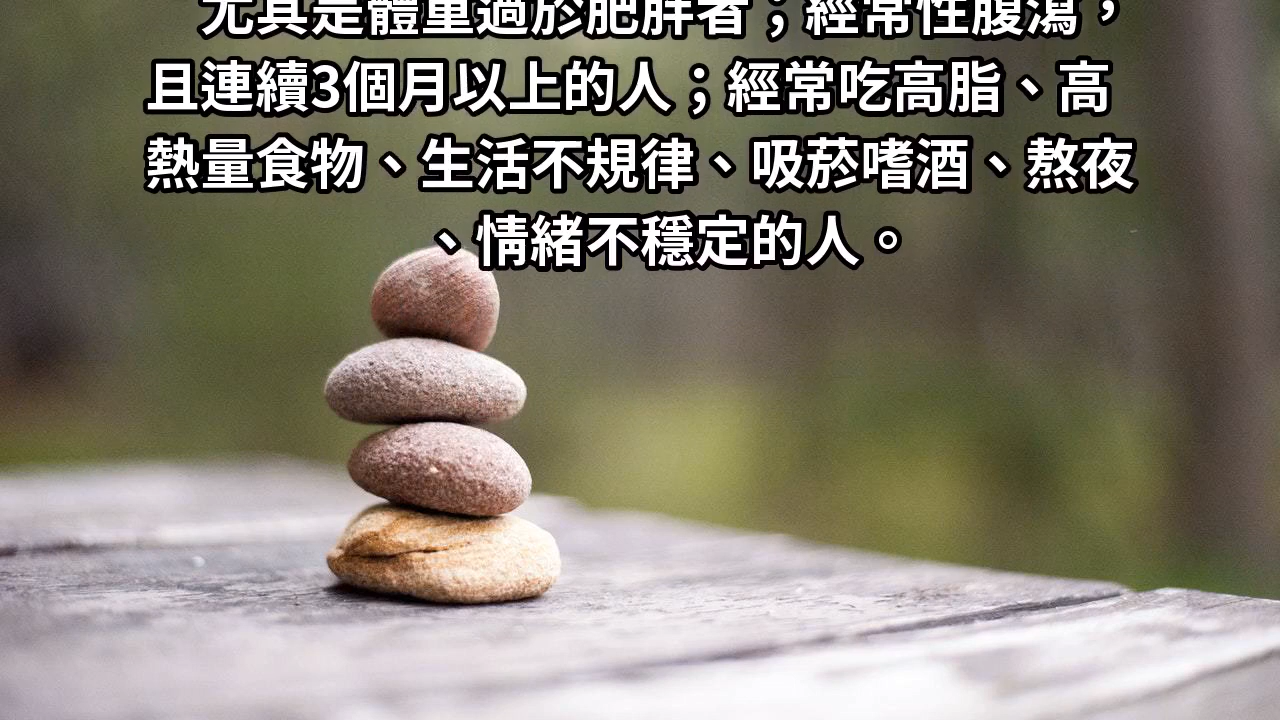 尤其是體重過於肥胖者；經常性腹瀉，
且連續3個月以上的人；經常吃高脂、高
熱量食物、生活不規律、吸菸嗜酒、熬夜
、情緒不穩定的人。